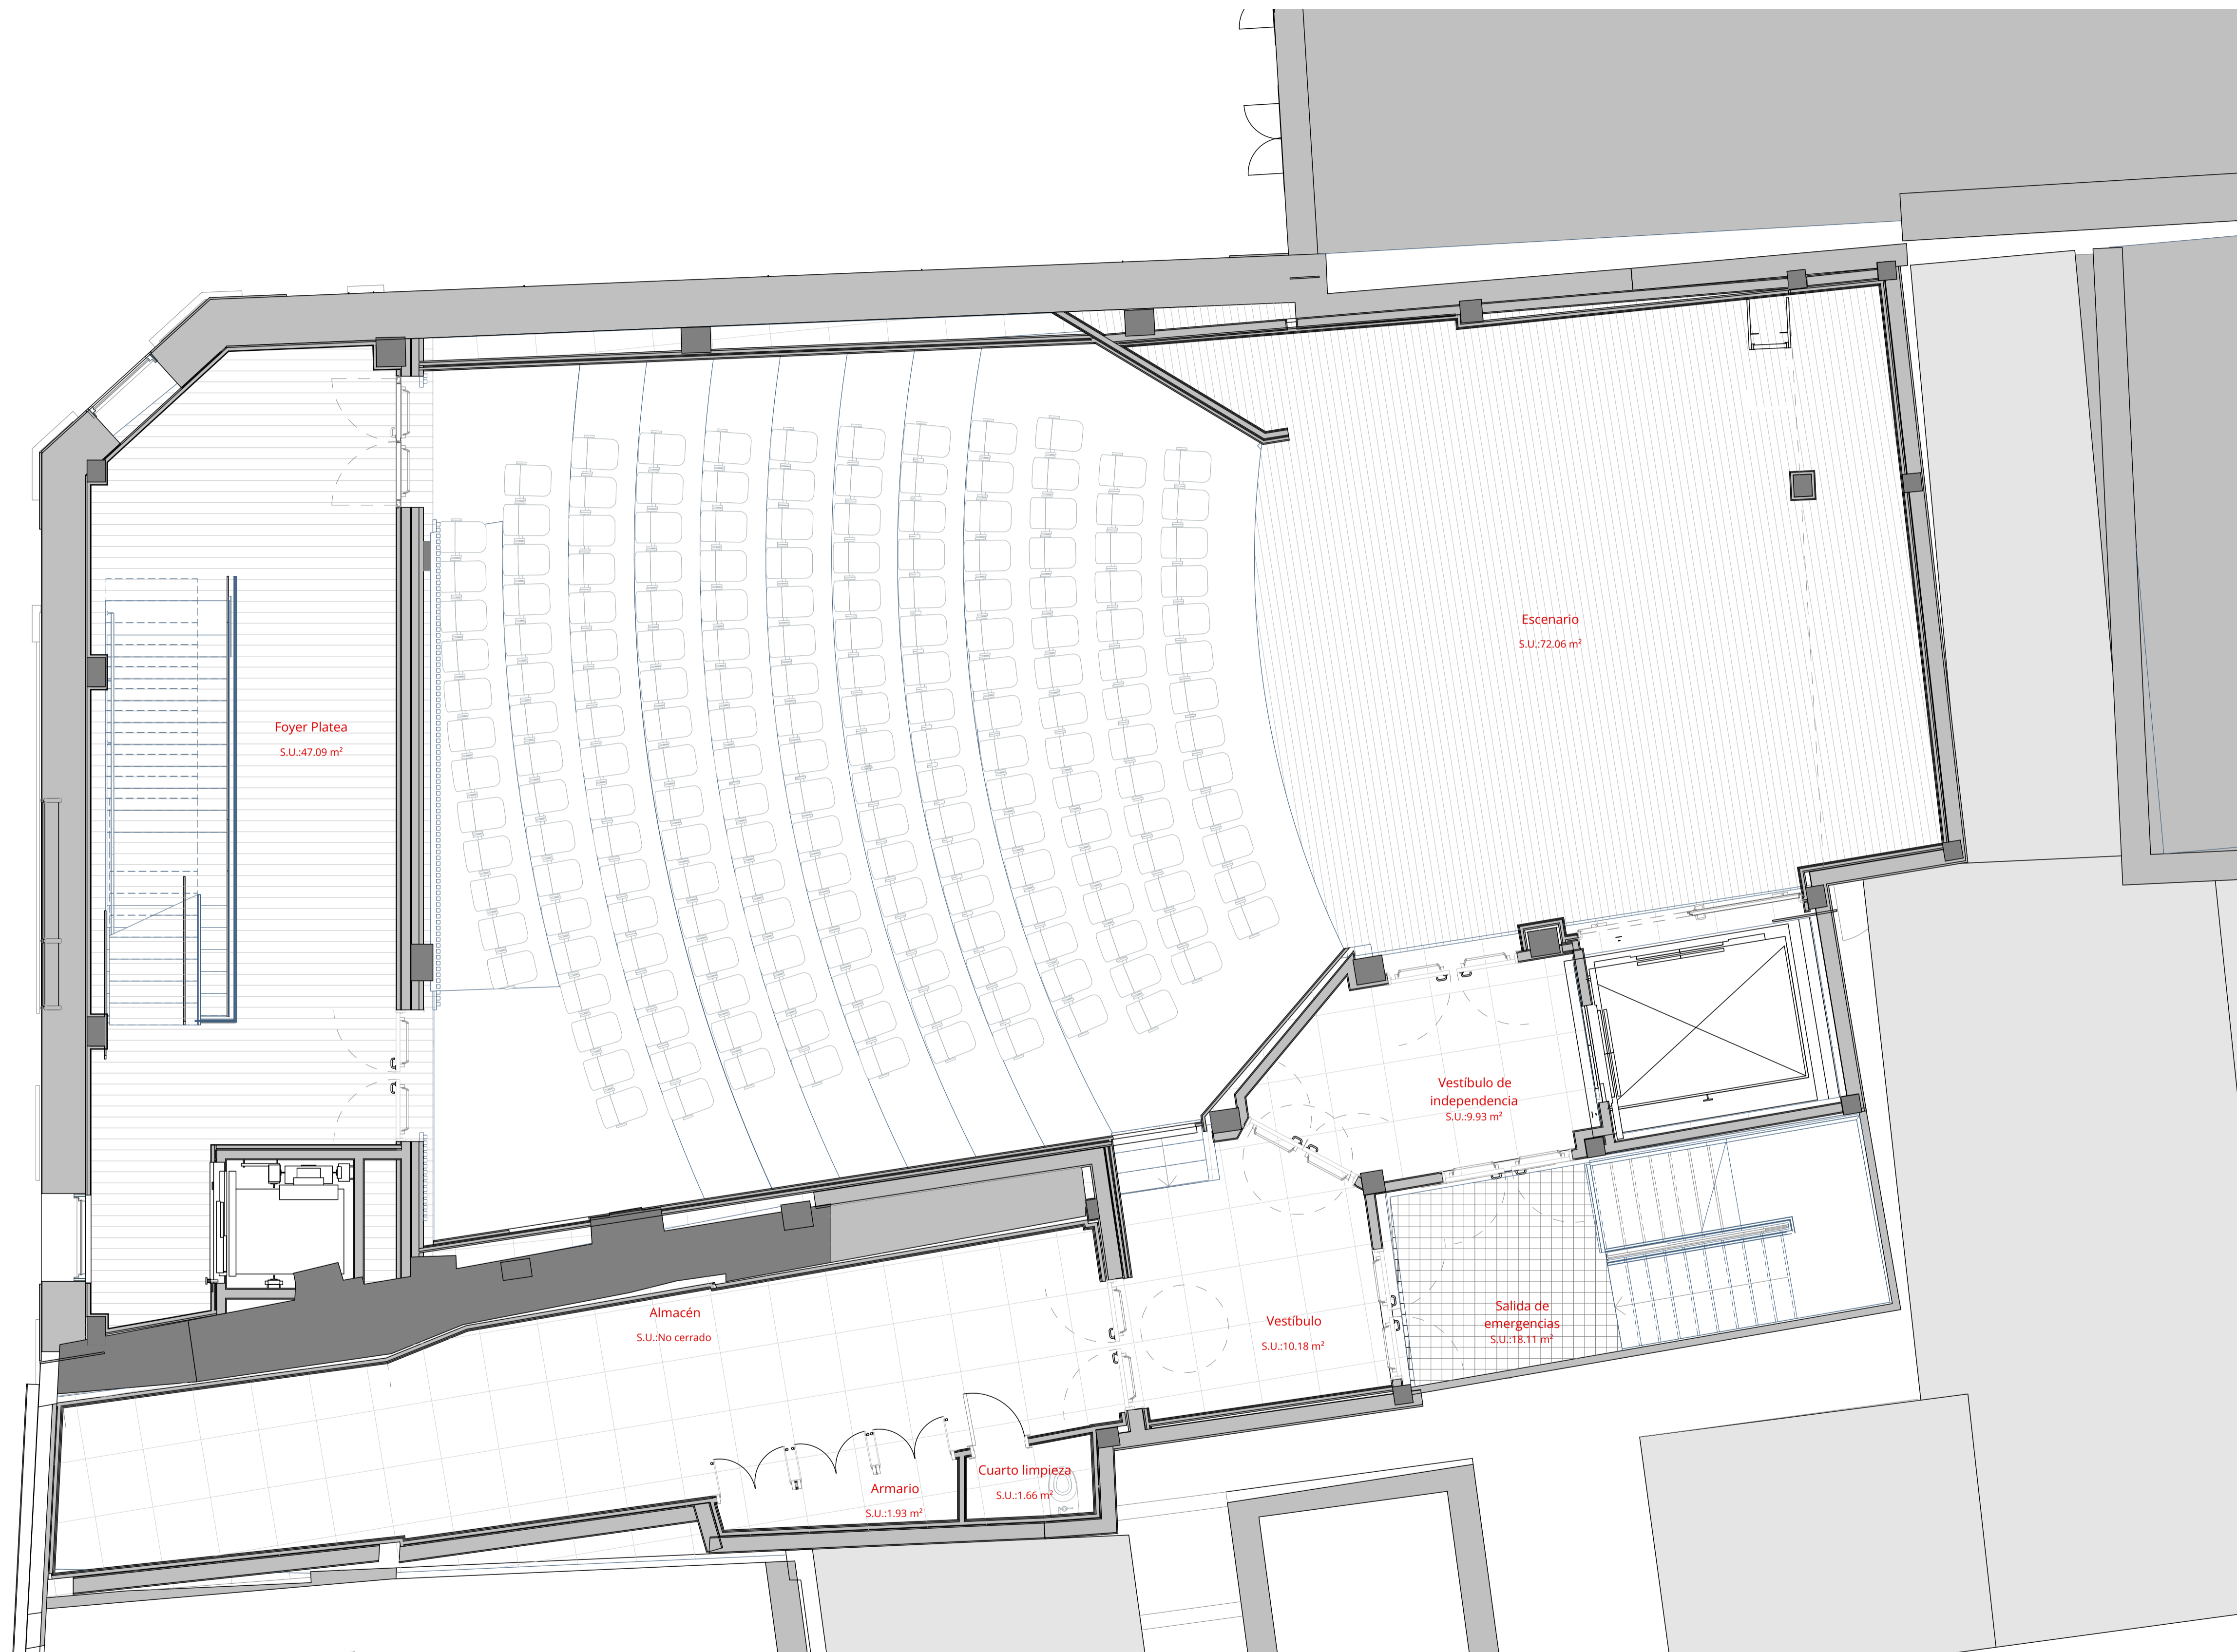 Escenario
S.U.:72.06 m²
Foyer Platea
S.U.:47.09 m²
Vestíbulo de
independencia
S.U.:9.93 m²
Almacén
S.U.:No cerrado
Vestíbulo
S.U.:10.18 m²
Salida de
emergencias
S.U.:18.11 m²
Armario
S.U.:1.93 m²
Cuarto limpieza
S.U.:1.66 m²